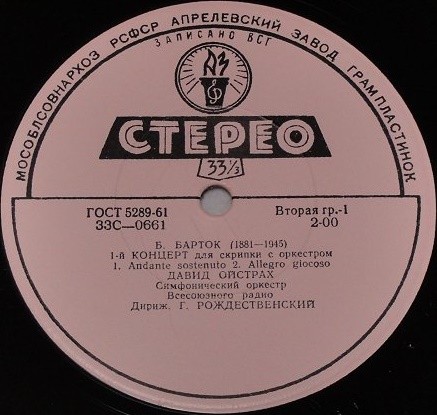 МОСОБЛСОВНАРХОЗ РСФСР АПРЕЛЕВСКИЙ ЗАВОД ГРАМПЛАСТИНОК
ЗАПИСАНО ВСГ
АЗ
СТЕРЕО
33⅓
ГОСТ 5289-61
Вторая гр.-1
33С—0661
2-00
Б. БАРТОК (1881—1945)
1-й КОНЦЕРТ для скрипки с оркестром
1. Andante sostenuto 2. Allegro giocoso
ДАВИД ОЙСТРАХ
Симфонический оркестр
Всесоюзного радио
Дириж. Г. РОЖДЕСТВЕНСКИЙ